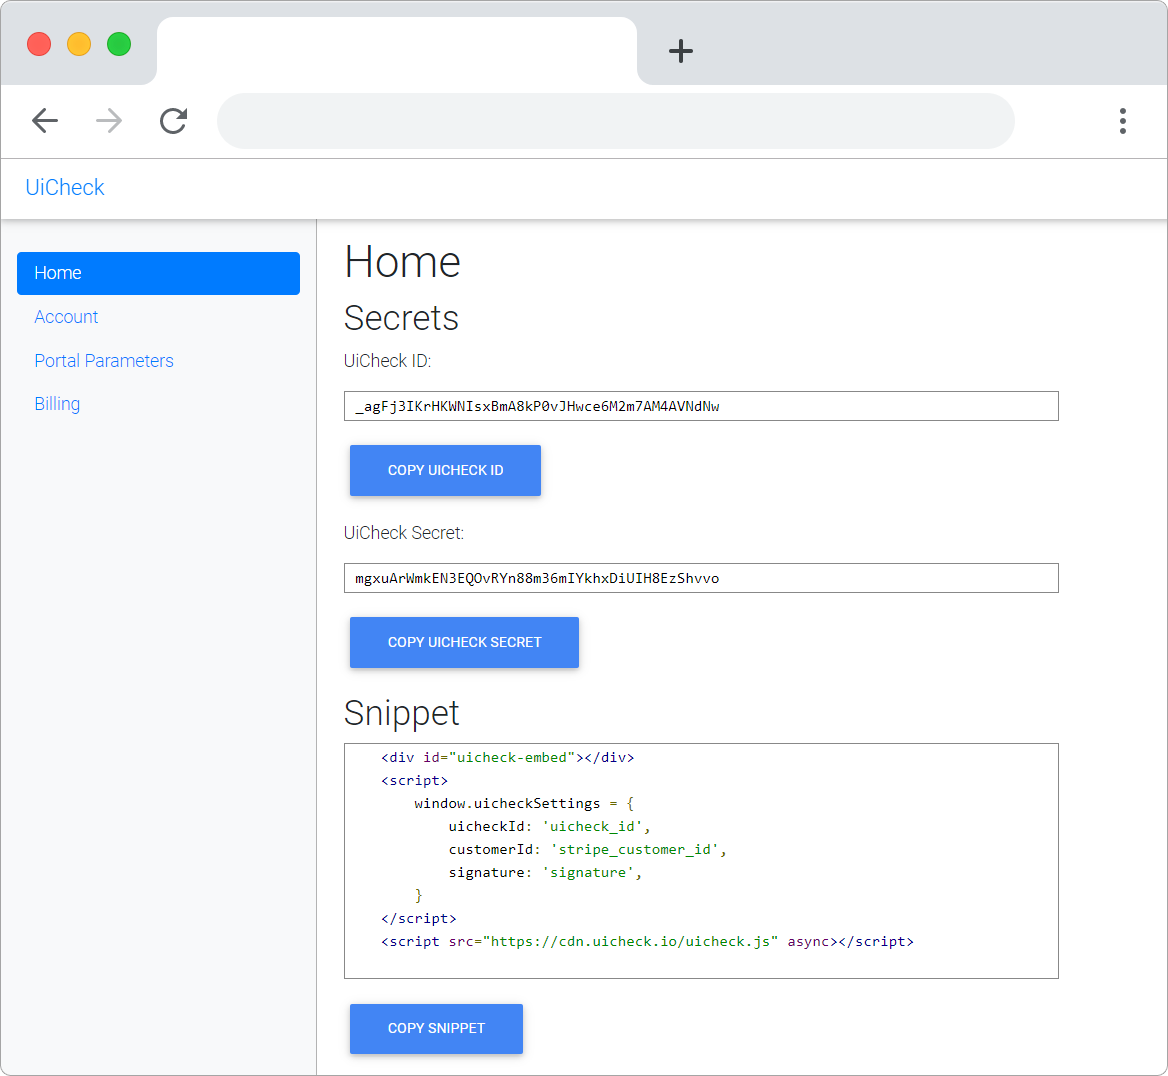 UiCheck
Home
Account
Portal Parameters
Billing
Home
Secrets
UiCheck ID:
_agFj3IKrHKWNIsxBmA8kP0vJHwce6M2m7AM4AVNdNw
COPY UICHECK ID
UiCheck Secret:
mgxuArWmkEN3EQOvRYn88m36mIYkhxDiUIH8EzShvvo
COPY UICHECK SECRET
Snippet
<div id="uicheck-embed"></div>
<script>
window.uicheckSettings = {
uicheckId: 'uicheck_id',
customerId: 'stripe_customer_id',
signature: 'signature',
}
</script>
<script src="https://cdn.uicheck.io/uicheck.js" async></script>
COPY SNIPPET